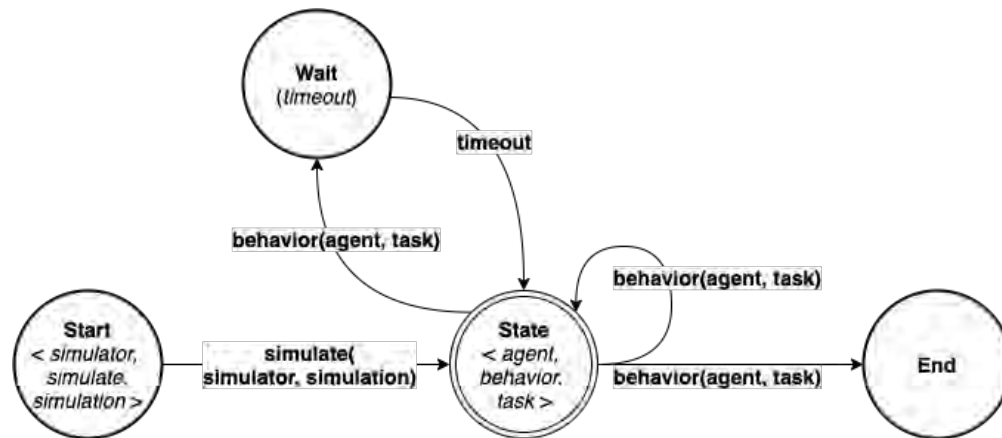 Wait
(timeout)
timeout
behavior(agent, task)
behavior(agent, task)
Start
< simulator,
simulate.
simulation >
simulate(
simulator, simulation)
State
< agent,
behavior.
task >
behavior(agent, task)
End